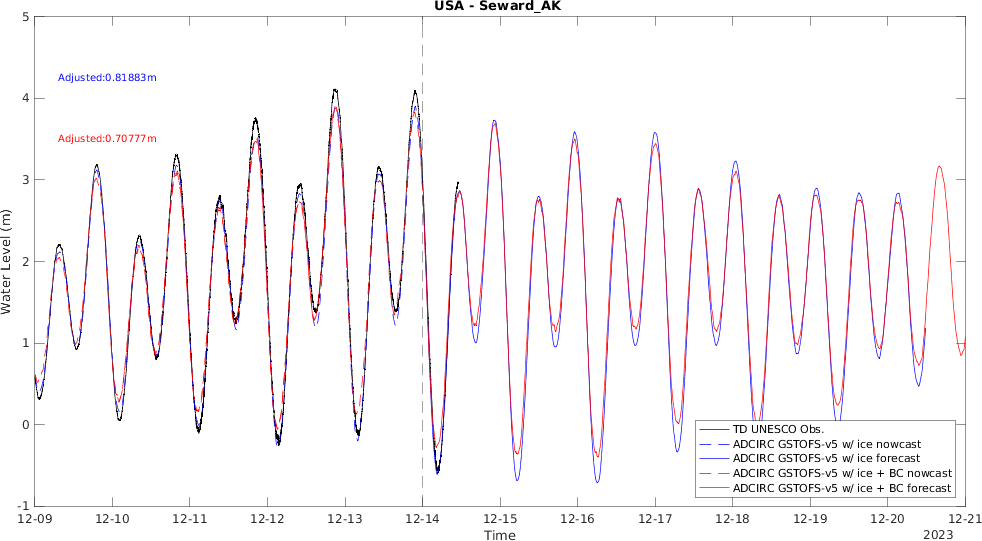 USA - Seward_AK
5
4
3
2
1
0
-1
Water Level (m)
Adjusted:0.81883m
Adjusted:0.70777m
TD UNESCO Obs.
ADCIRC GSTOFS-v5 w/ ice nowcast
ADCIRC GSTOFS-v5 w/ ice forecast
ADCIRC GSTOFS-v5 w/ ice + BC nowcast
ADCIRC GSTOFS-v5 w/ ice + BC forecast
12-09 12-10 12-11 12-12 12-13 12-14 12-15 12-16 12-17 12-18 12-19 12-20 12-21
Time
2023